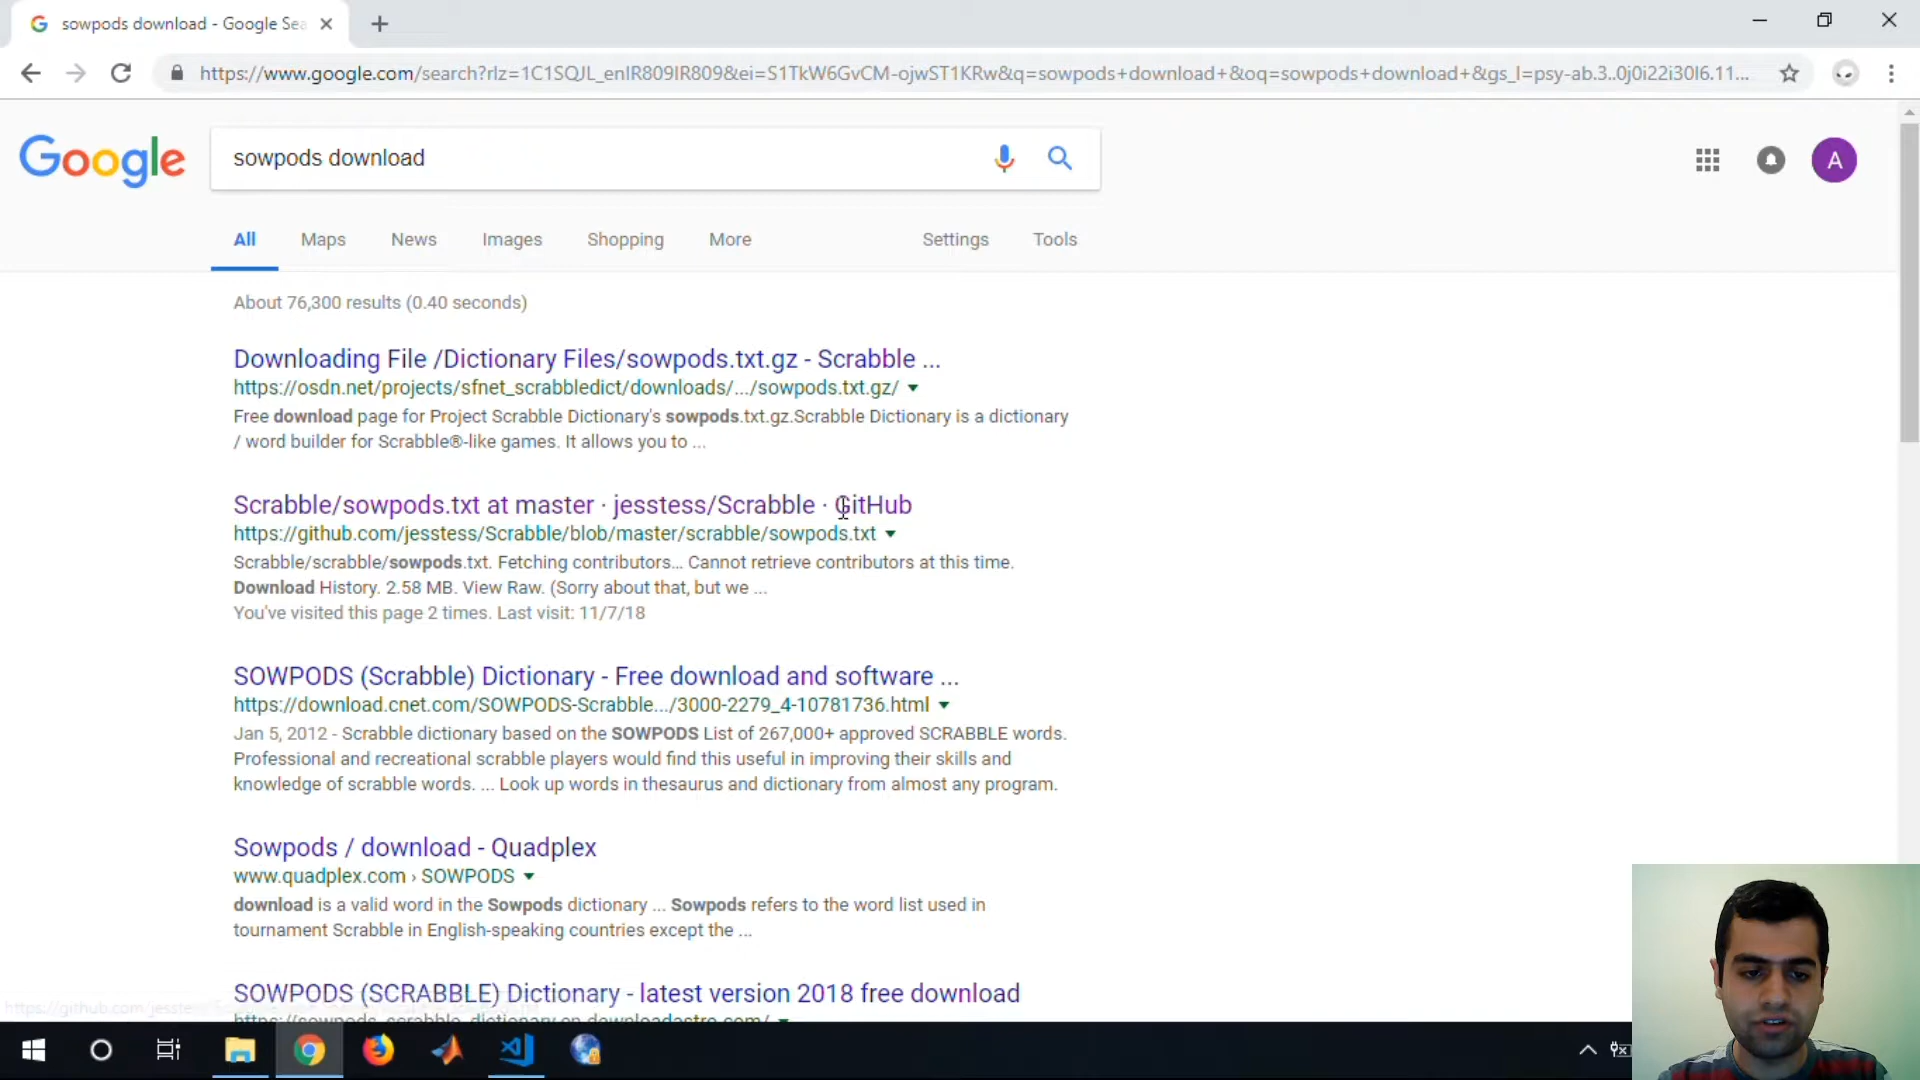 sowpods download - Google Sea
https://www.google.com/search?rlz=1C1SQJL_enIR809IR809&ei=S1TkW6GvCM-ojwST1KRw&q=sowpods+download+&oq=sowpods+download+&gs_l=psy-ab.3..0j0i22i30l6.11...
Google
sowpods download
A
All Maps News Images Shopping More Settings Tools
About 76,300 results (0.40 seconds)
Downloading File /Dictionary Files/sowpods.txt.gz - Scrabble ...
https://osdn.net/projects/sfnet_scrabbledict/downloads/.../sowpods.txt.gz/
Free download page for Project Scrabble Dictionary's sowpods.txt.gz.Scrabble Dictionary is a dictionary
/ word builder for Scrabble®-like games. It allows you to ...
Scrabble/sowpods.txt at master · jesstess/Scrabble · GitHub
https://github.com/jesstess/Scrabble/blob/master/scrabble/sowpods.txt
Scrabble/scrabble/sowpods.txt. Fetching contributors… Cannot retrieve contributors at this time.
Download History. 2.58 MB. View Raw. (Sorry about that, but we ...
You've visited this page 2 times. Last visit: 11/7/18
SOWPODS (Scrabble) Dictionary - Free download and software ...
https://download.cnet.com/SOWPODS-Scrabble.../3000-2279_4-10781736.html
Jan 5, 2012 - Scrabble dictionary based on the SOWPODS List of 267,000+ approved SCRABBLE words.
Professional and recreational scrabble players would find this useful in improving their skills and
knowledge of scrabble words. ... Look up words in thesaurus and dictionary from almost any program.
Sowpods / download - Quadplex
www.quadplex.com › SOWPODS
download is a valid word in the Sowpods dictionary ... Sowpods refers to the word list used in
tournament Scrabble in English-speaking countries except the ...
SOWPODS (SCRABBLE) Dictionary - latest version 2018 free download